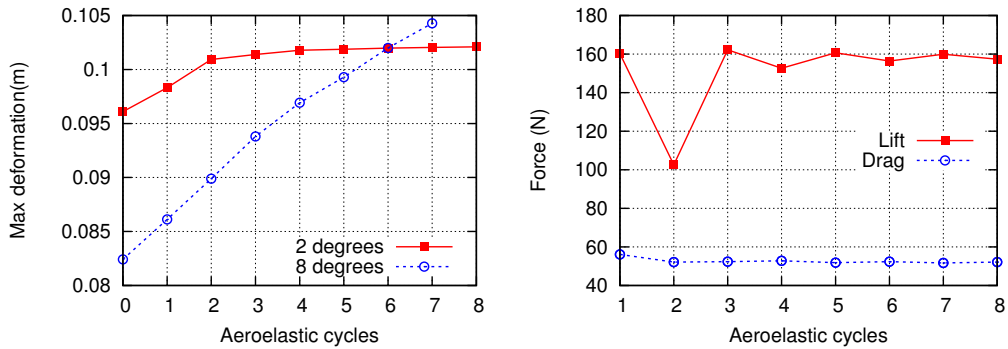 0.105
0.1
0.095
0.09
0.085
0.08
Max deformation(m)
2 degrees
8 degrees
0 1 2 3 4 5 6 7 8
Aeroelastic cycles
180
160
140
120
100
80
60
40
Force (N)
Lift
Drag
1 2 3 4 5 6 7 8
Aeroelastic cycles